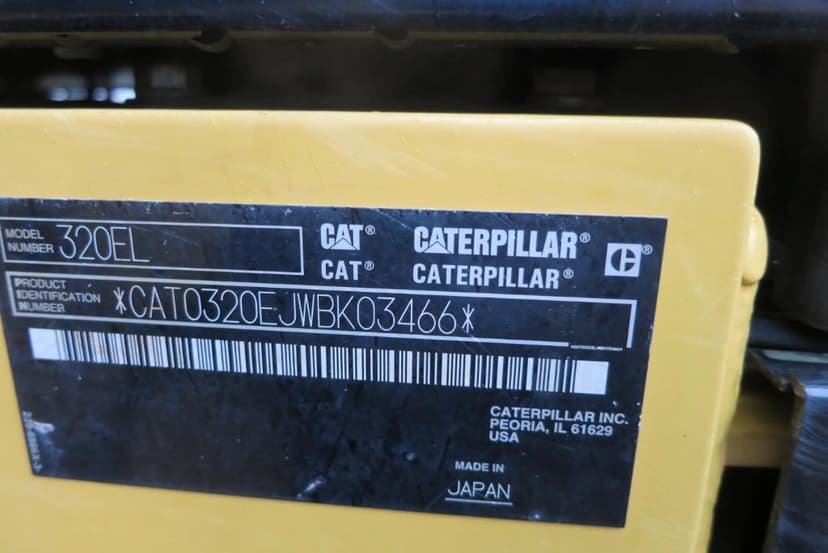 MODEL NUMBER 320EL
CAT® CATERPILLAR®
CAT® CATERPILLAR®
PRODUCT IDENTIFICATION NUMBER *CAT0320EJWBK03466*
CATERPILLAR INC.
PEORIA, IL 61629
USA
MADE IN
JAPAN